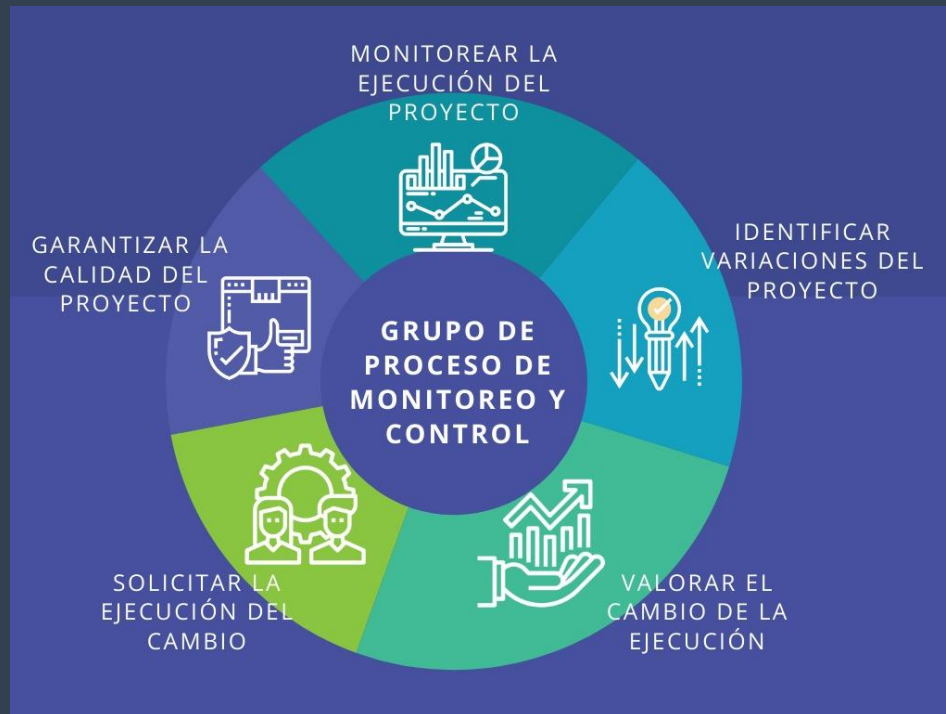 MONITOREAR LA
EJECUCIÓN DEL
PROYECTO
IDENTIFICAR
VARIACIONES DEL
PROYECTO
VALORAR EL
CAMBIO DE LA
EJECUCIÓN
SOLICITAR LA
EJECUCIÓN DEL
CAMBIO
GARANTIZAR LA
CALIDAD DEL
PROYECTO
GRUPO DE
PROCESO DE
MONITOREO Y
CONTROL